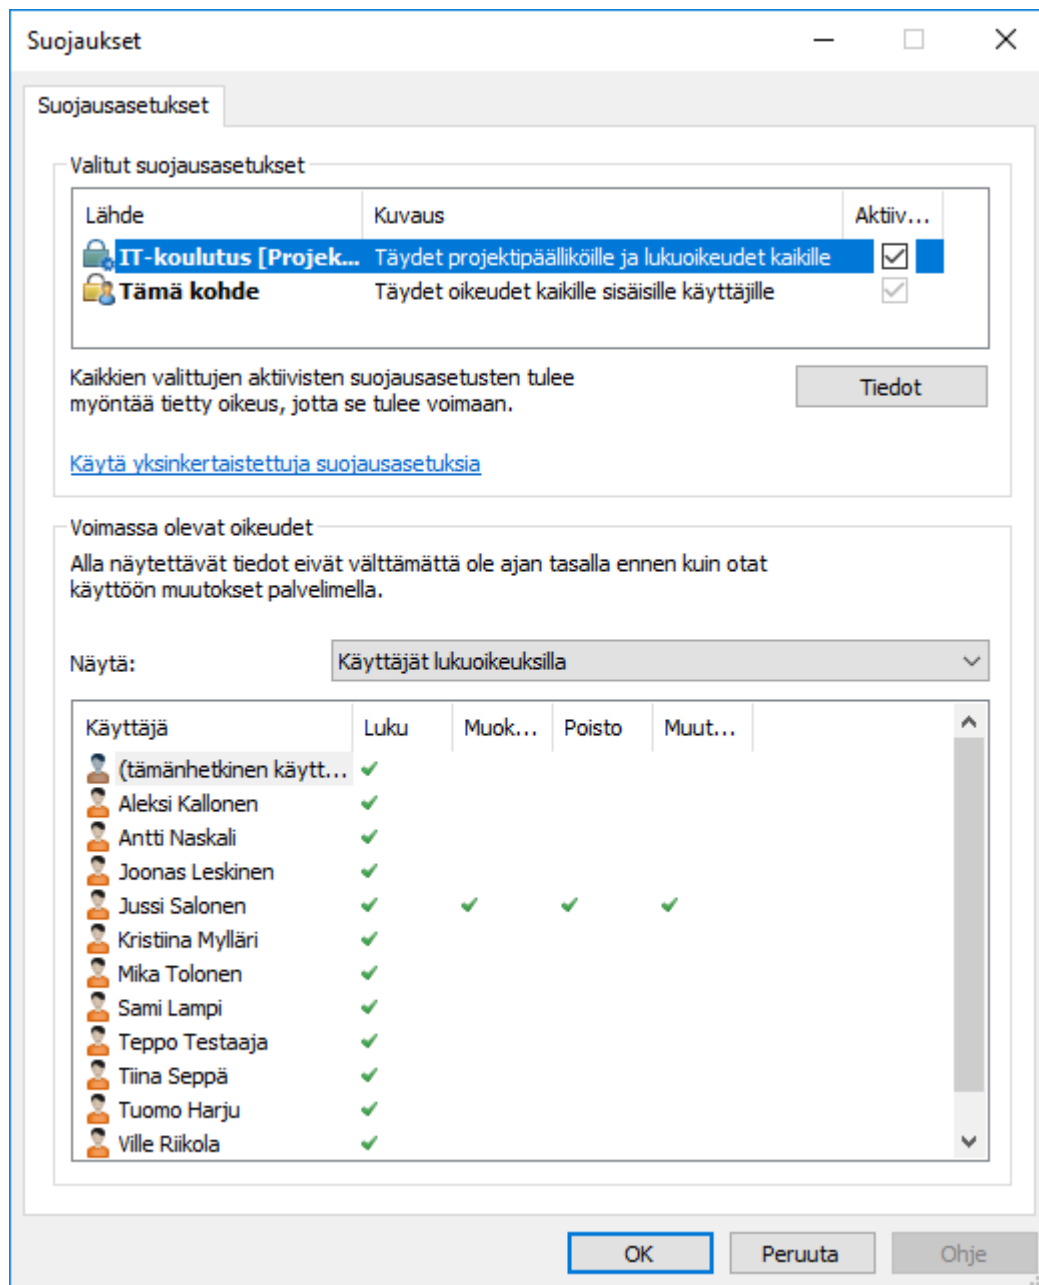 Suojaukset
Suojausasetukset
Valitut suojausasetukset
Lähde Kuvaus Aktiiv...
IT-koulutus [Projek... Täydet projektipäälliköille ja lukuoikeudet kaikille
Tämä kohde Täydet oikeudet kaikille sisäisille käyttäjille
Kaikkien valittujen aktiivisten suojausasetusten tulee
myöntää tietty oikeus, jotta se tulee voimaan.
Tiedot
Käytä yksinkertaistettuja suojausasetuksia
Voimassa olevat oikeudet
Alla näytettävät tiedot eivät välttämättä ole ajan tasalla ennen kuin otat
käyttöön muutokset palvelimella.
Näytä: Käyttäjät lukuoikeuksilla
Käyttäjä Luku Muok... Poisto Muut...
(tämänhetkinen käytt...
Aleksi Kallonen
Antti Naskali
Joonas Leskinen
Jussi Salonen
Kristiina Mylläri
Mika Tolonen
Sami Lampi
Teppo Testaaja
Tiina Seppä
Tuomo Harju
Ville Riikola
OK Peruuta Ohje